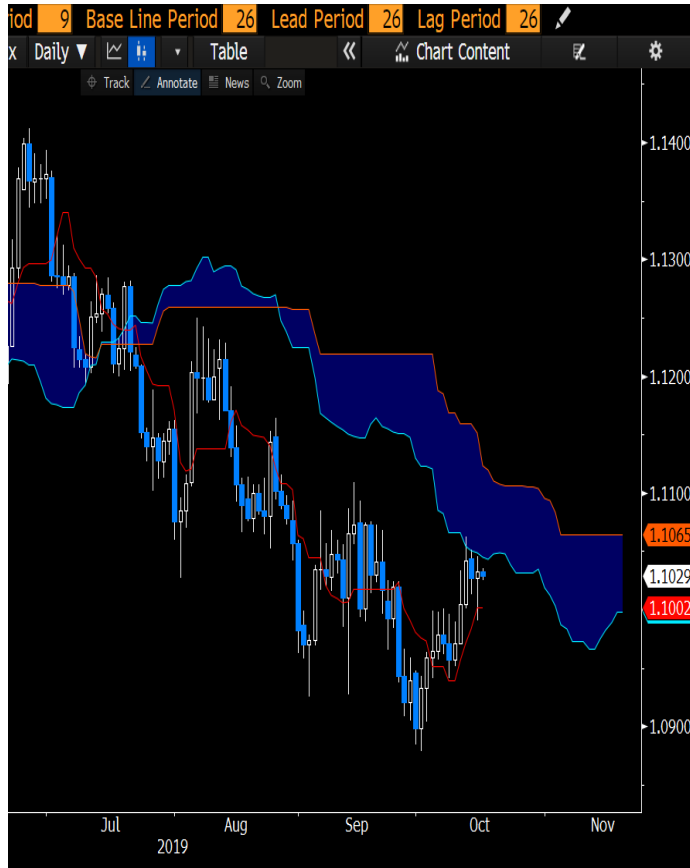 iod 9 Base Line Period 26 Lead Period 26 Lag Period 26
x Daily ▼ Table « Chart Content
Track Annotate News Zoom
1.1400
1.1300
1.1200
1.1100
1.1065
1.1029
1.1002
1.0900
Jul Aug Sep Oct Nov
2019